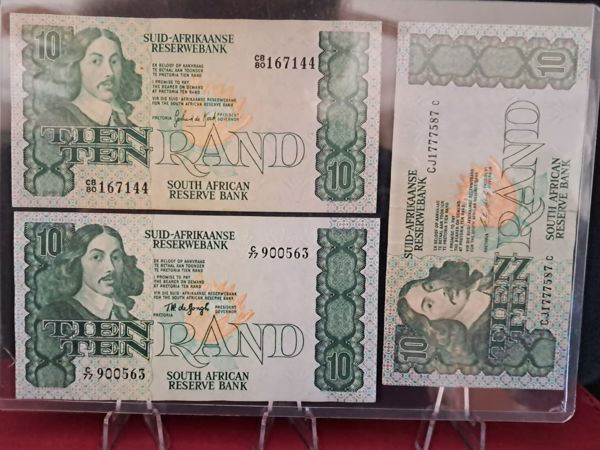 10
SUID-AFRIKAANSE
RESERWEBANK
C8/80 167144
EK BELOOF OP AANVRAAG
TE BETAAL AAN TOONDER
TE PRETORIA TIEN RAND
I PROMISE TO PAY
THE BEARER ON DEMAND
AT PRETORIA TEN RAND
VIR DIE SUID-AFRIKAANSE RESERWEBANK
FOR THE SOUTH AFRICAN RESERVE BANK
PRETORIA
PRESIDENT
GOVERNOR
TIEN
TEN RAND
C8/80 167144
SOUTH AFRICAN
RESERVE BANK
10
10
SUID-AFRIKAANSE
RESERWEBANK
C/77 900563
EK BELOOF OP AANVRAAG
TE BETAAL AAN TOONDER
TE PRETORIA TIEN RAND
I PROMISE TO PAY
THE BEARER ON DEMAND
AT PRETORIA TEN RAND
VIR DIE SUID-AFRIKAANSE RESERWEBANK
FOR THE SOUTH AFRICAN RESERVE BANK
PRETORIA
PRESIDENT
GOVERNOR
TIEN
TEN RAND
C/77 900563
SOUTH AFRICAN
RESERVE BANK
10
10
SUID-AFRIKAANSE
RESERWEBANK
CJ1777587 C
TIEN
TEN RAND
CJ1777587 C
SOUTH AFRICAN
RESERVE BANK
10